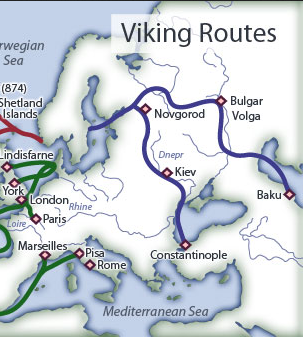 Viking Routes
rwegian
Sea
(874)
Shetland
Islands
Bulgar
Volga
Novgorod
Lindisfarne
Dnepr
York
Kiev
London
Rhine
Baku
Paris
Loire
Marseilles
Pisa
Constantinople
Rome
Mediterranean Sea